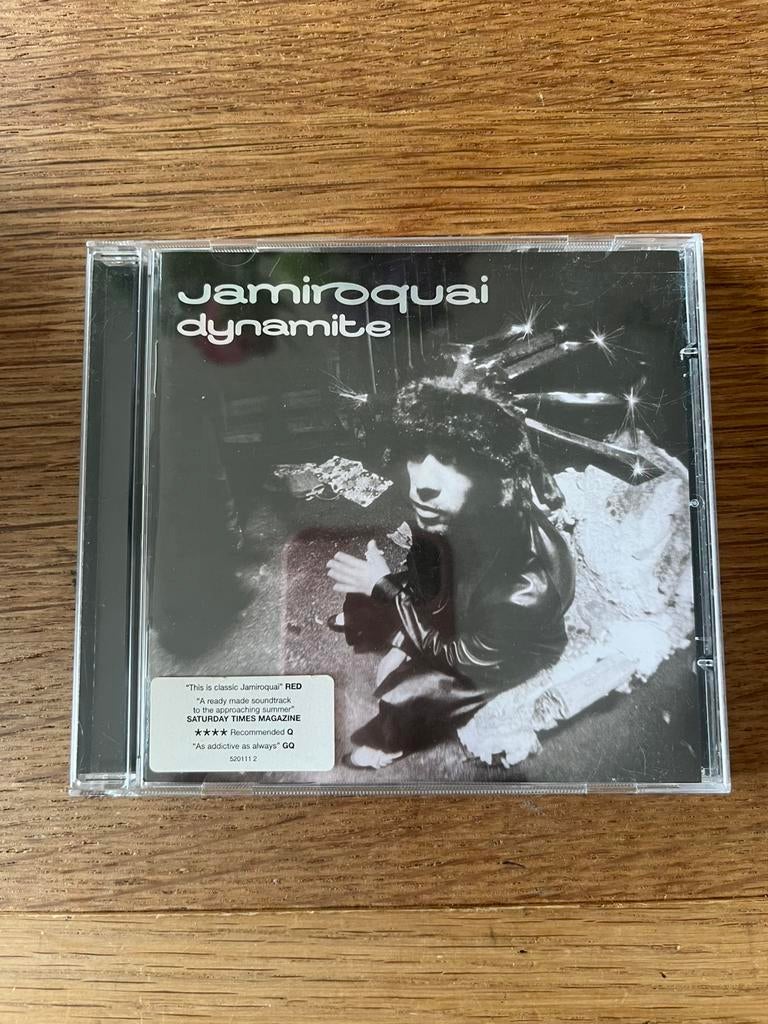 Jamiroquai
dynamite
"This is classic Jamiroquai" RED
"A ready made soundtrack
to the approaching summer"
SATURDAY TIMES MAGAZINE
★★★★ Recommended Q
"As addictive as always" GQ
520111 2